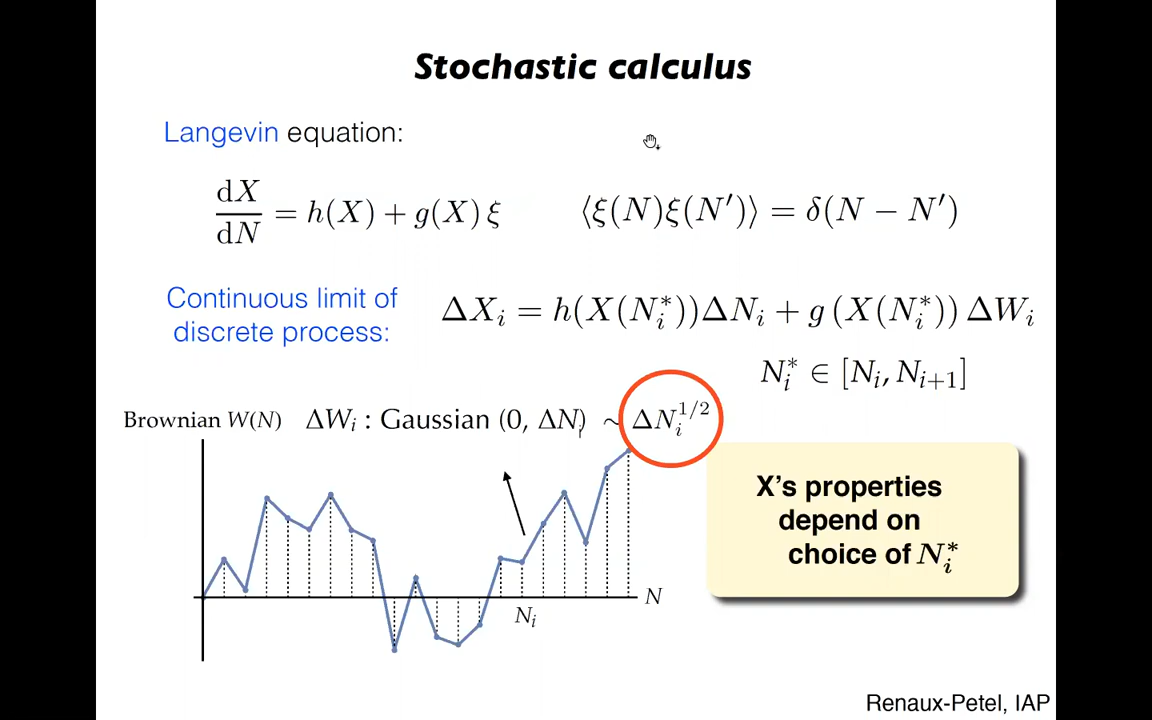 Stochastic calculus
Langevin equation:
dX/dN = h(X) + g(X) ξ
⟨ξ(N)ξ(N′)⟩ = δ(N − N′)
Continuous limit of
discrete process:
ΔX_i = h(X(N_i^*))ΔN_i + g (X(N_i^*)) ΔW_i
N_i^* ∈ [N_i, N_{i+1}]
Brownian W(N) ΔW_i : Gaussian (0, ΔN_i) ~ ΔN_i^{1/2}
X’s properties
depend on
choice of N_i^*
N
N_i
Renaux-Petel, IAP